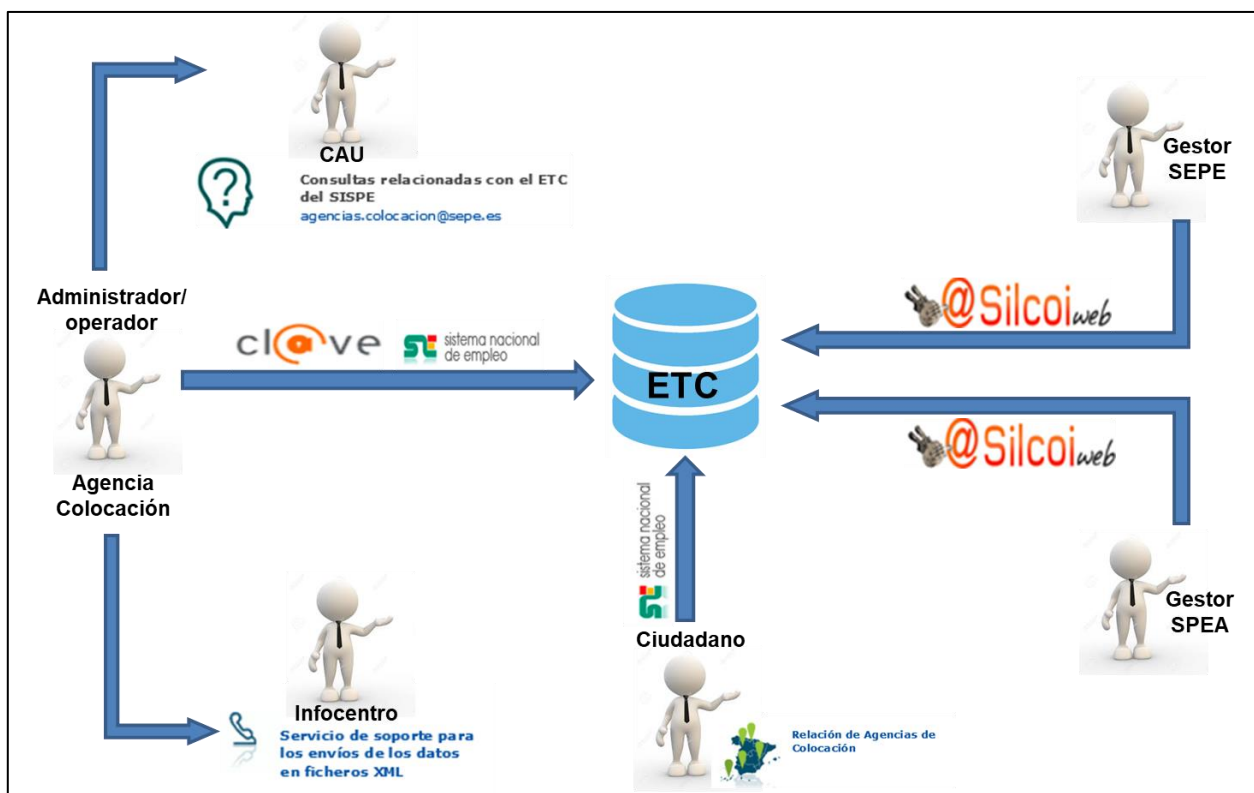 CAU
Consultas relacionadas con el ETC
del SISPE
agencias.colocacion@sepe.es
Gestor
SEPE
Administrador/
operador
cl@ve
sistema nacional
de empleo
@Silcoiweb
ETC
@Silcoiweb
Agencia
Colocación
sistema nacional
de empleo
Gestor
SPEA
Ciudadano
Infocentro
Servicio de soporte para
los envíos de los datos
en ficheros XML
Relación de Agencias de
Colocación